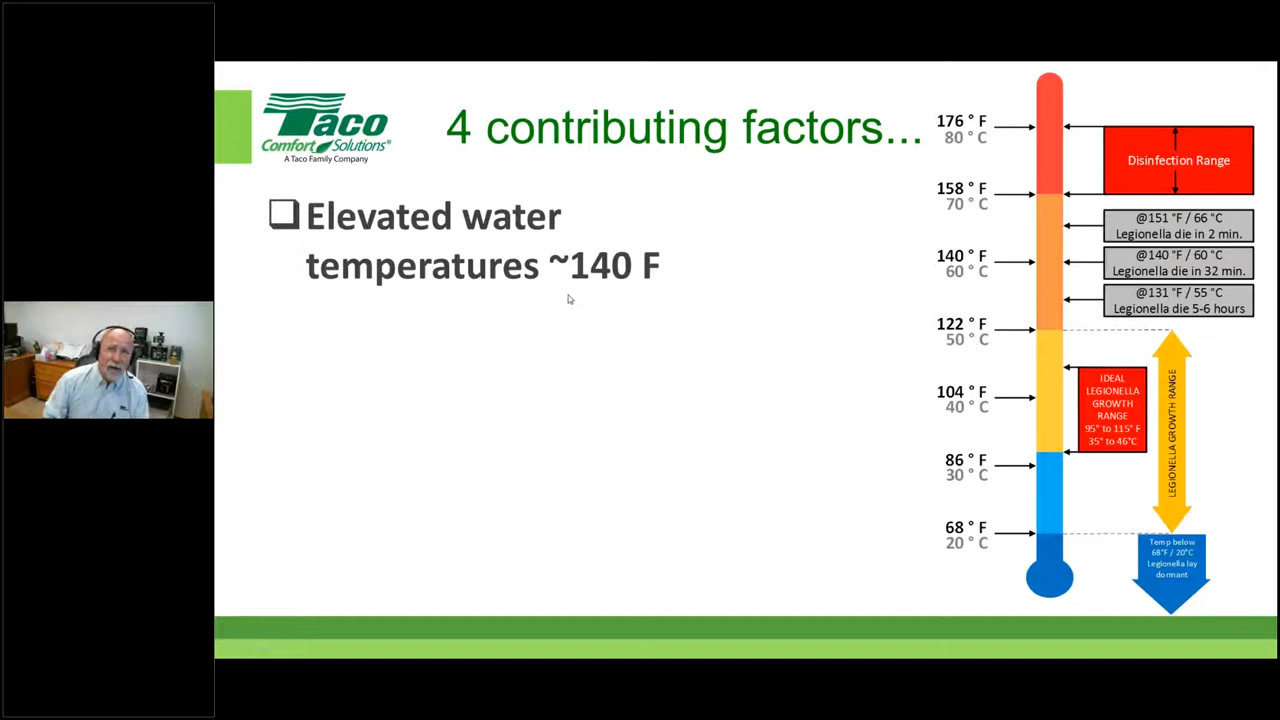 Taco
Comfort Solutions®
A Taco Family Company
4 contributing factors...
❑Elevated water
temperatures ~140 F
176 ° F
80 ° C
158 ° F
70 ° C
140 ° F
60 ° C
122 ° F
50 ° C
104 ° F
40 ° C
86 ° F
30 ° C
68 ° F
20 ° C
Disinfection Range
@151 °F / 66 °C
Legionella die in 2 min.
@140 °F / 60 °C
Legionella die in 32 min.
@131 °F / 55 °C
Legionella die 5-6 hours
IDEAL
LEGIONELLA
GROWTH
RANGE
95° to 115° F
35° to 46°C
LEGIONELLA GROWTH RANGE
Temp below
68°F / 20°C
Legionella lay
dormant